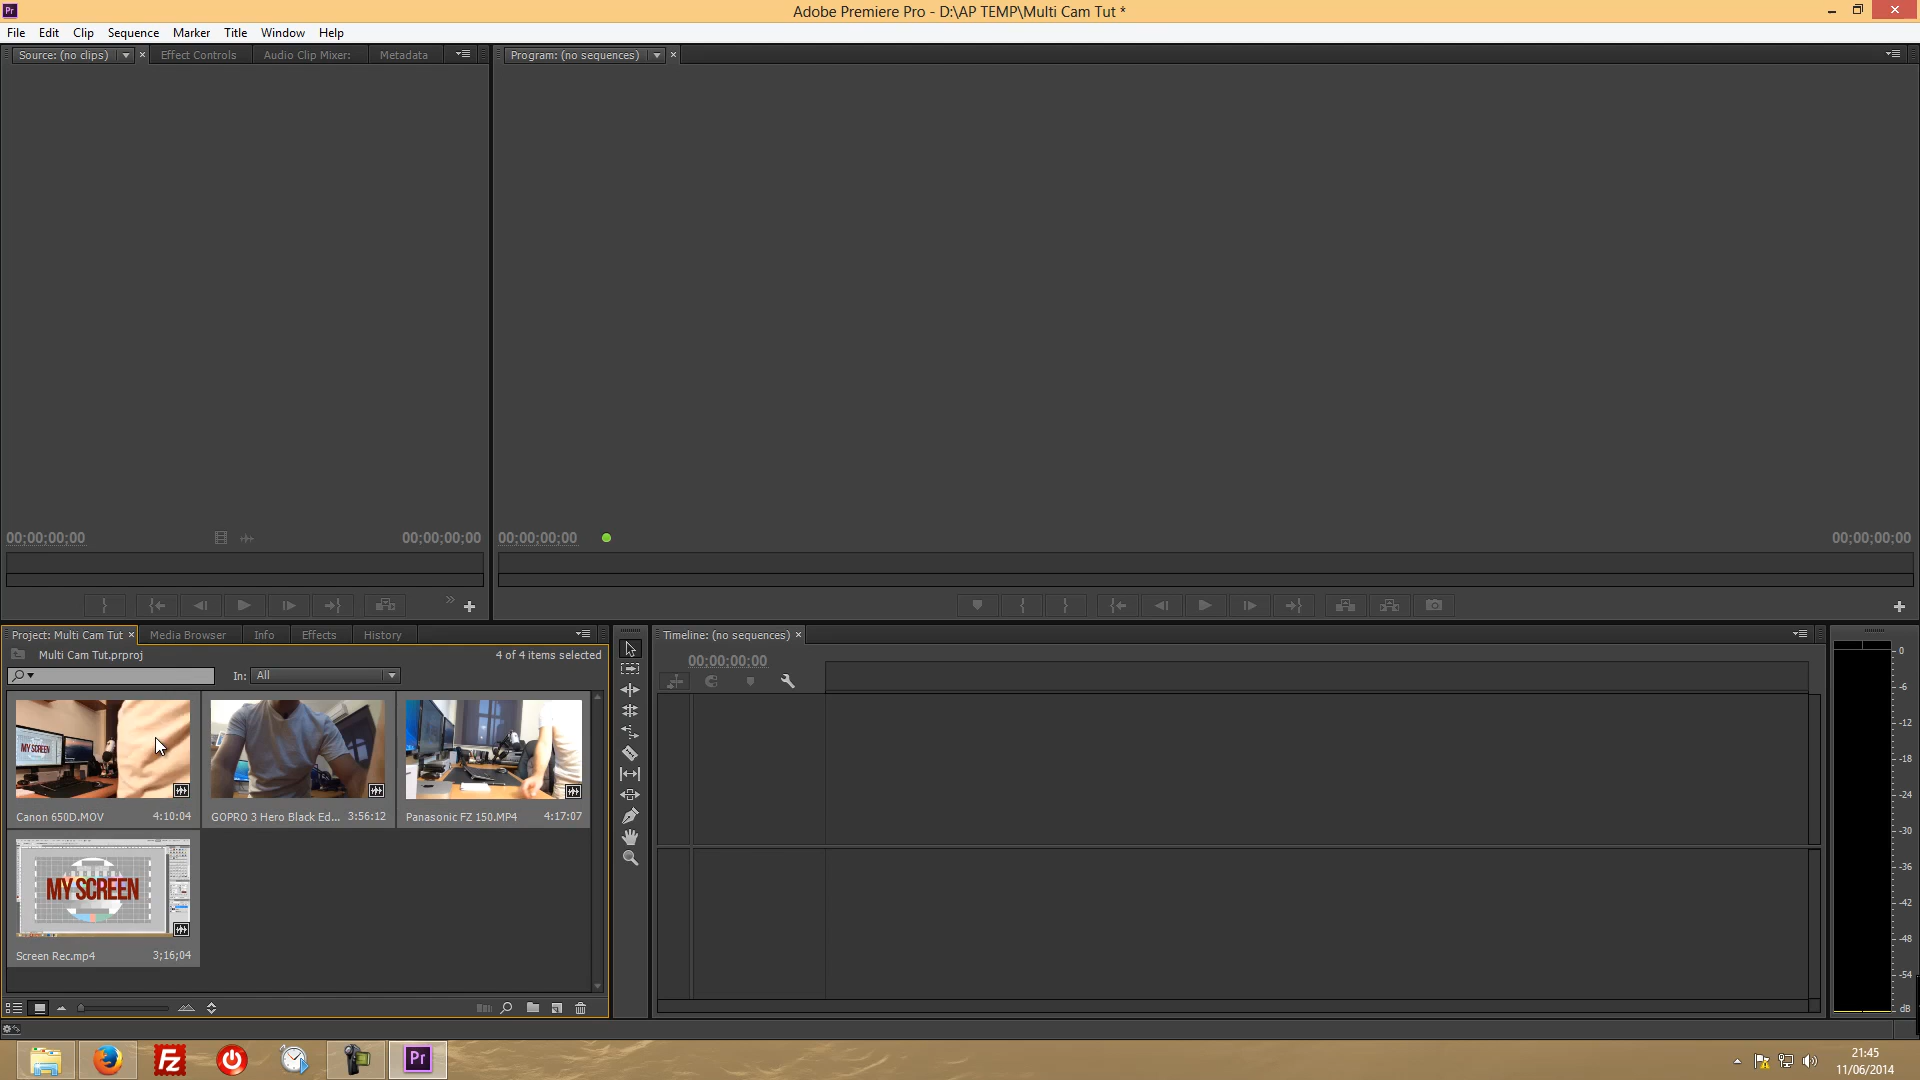 Pr
Adobe Premiere Pro - D:\AP TEMP\Multi Cam Tut *
File Edit Clip Sequence Marker Title Window Help
Source: (no clips) Effect Controls Audio Clip Mixer: Metadata
Program: (no sequences)
00;00;00;00 00;00;00;00
00;00;00;00 00;00;00;00
Project: Multi Cam Tut Media Browser Info Effects History
Multi Cam Tut.prproj 4 of 4 items selected
In: All
MY SCREEN
Canon 650D.MOV 4:10:04
GOPRO 3 Hero Black Ed... 3:56:12
Panasonic FZ 150.MP4 4:17:07
MY SCREEN
Screen Rec.mp4 3;16;04
Timeline: (no sequences)
00;00;00;00
0
-6
-12
-18
-24
-30
-36
-42
-48
-54
dB
Fz
Pr
21:45
11/06/2014